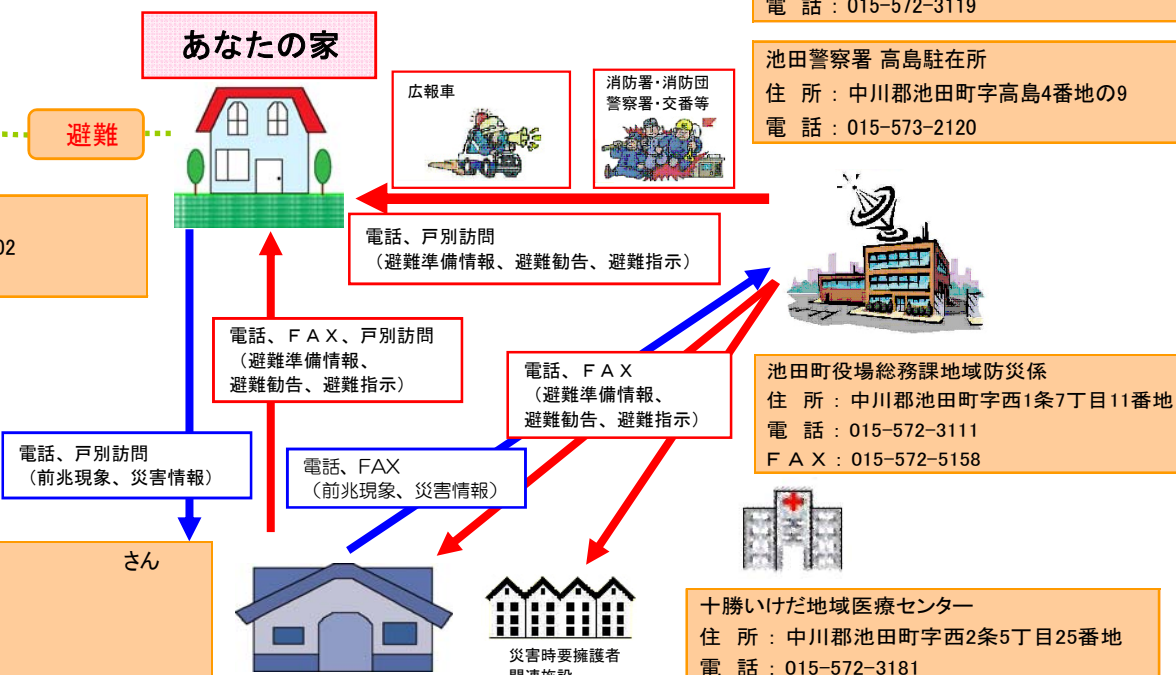 電 話 : 015-572-3119
あなたの家
池田警察署 高島駐在所
住 所 : 中川郡池田町字高島4番地の9
電 話 : 015-573-2120
広報車
消防署・消防団
警察署・交番等
避難
02
電話、戸別訪問
（避難準備情報、避難勧告、避難指示）
電話、ＦＡＸ、戸別訪問
（避難準備情報、
避難勧告、避難指示）
電話、ＦＡＸ
（避難準備情報、
避難勧告、避難指示）
池田町役場総務課地域防災係
住 所 : 中川郡池田町字西1条7丁目11番地
電 話 : 015-572-3111
ＦＡＸ : 015-572-5158
電話、戸別訪問
（前兆現象、災害情報）
電話、FAX
（前兆現象、災害情報）
さん
災害時要擁護者
関連施設
十勝いけだ地域医療センター
住 所 : 中川郡池田町字西2条5丁目25番地
電 話 : 015-572-3181